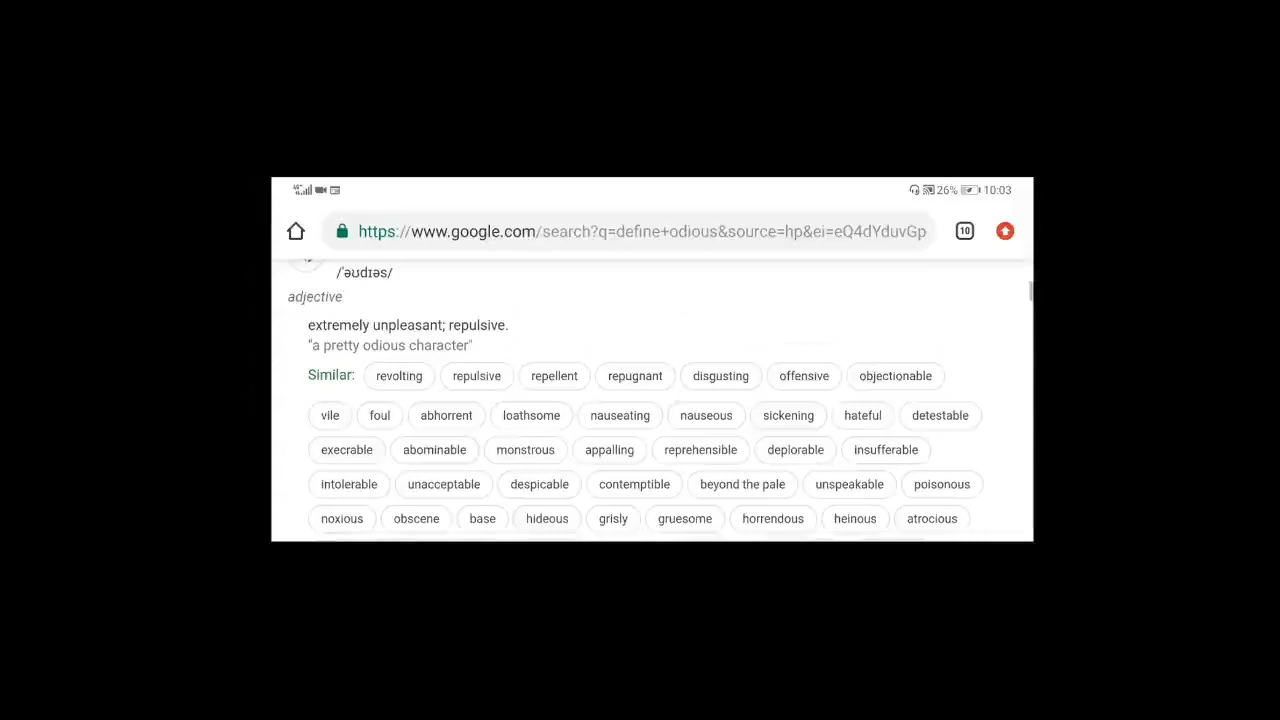 26% 10:03
https://www.google.com/search?q=define+odious&source=hp&ei=eQ4dYduvGp 10
/ˈəʊdɪəs/
adjective
extremely unpleasant; repulsive.
"a pretty odious character"
Similar: revolting repulsive repellent repugnant disgusting offensive objectionable
vile foul abhorrent loathsome nauseating nauseous sickening hateful detestable
execrable abominable monstrous appalling reprehensible deplorable insufferable
intolerable unacceptable despicable contemptible beyond the pale unspeakable poisonous
noxious obscene base hideous grisly gruesome horrendous heinous atrocious